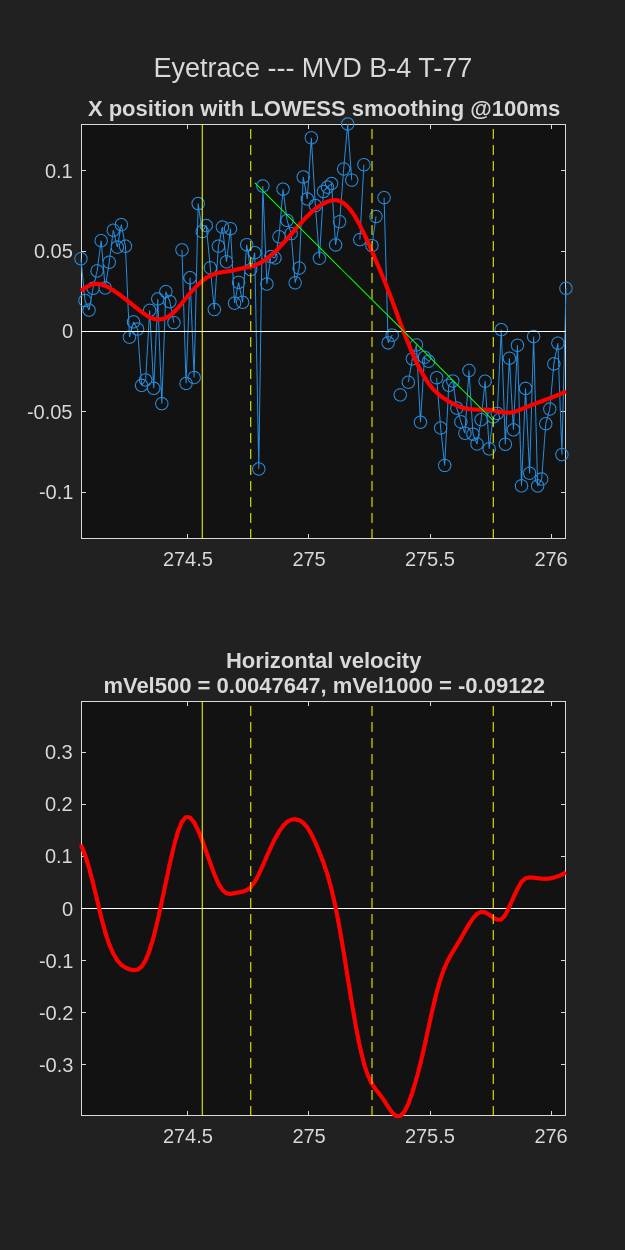 Eyetrace --- MVD B-4 T-77
X position with LOWESS smoothing @100ms
0.1
0.05
0
-0.05
-0.1
274.5 275 275.5 276
Horizontal velocity
mVel500 = 0.0047647, mVel1000 = -0.09122
0.3
0.2
0.1
0
-0.1
-0.2
-0.3
274.5 275 275.5 276